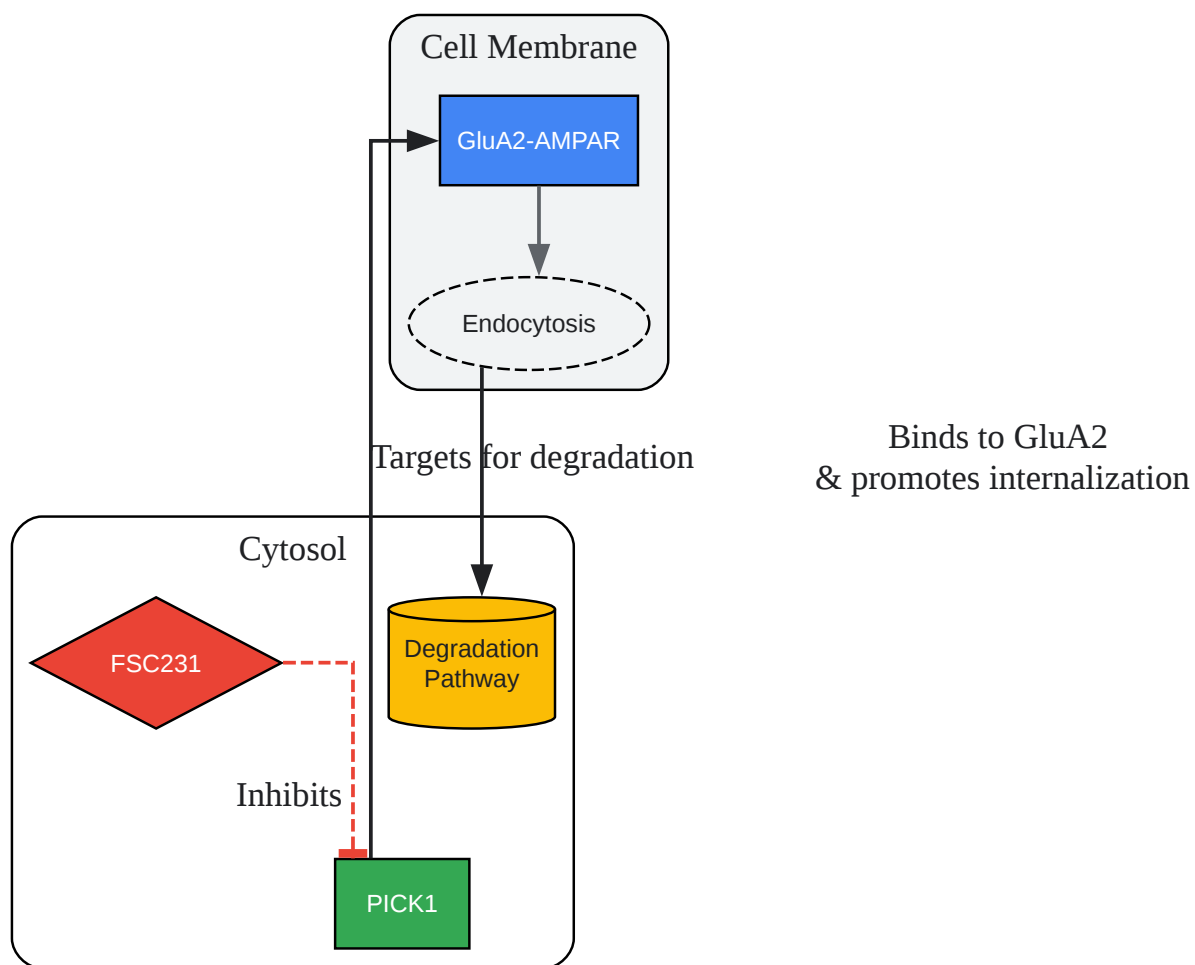 Cell Membrane
GluA2-AMPAR
Endocytosis
Targets for degradation
Binds to GluA2
& promotes internalization
Cytosol
FSC231
Degradation
Pathway
Inhibits
PICK1